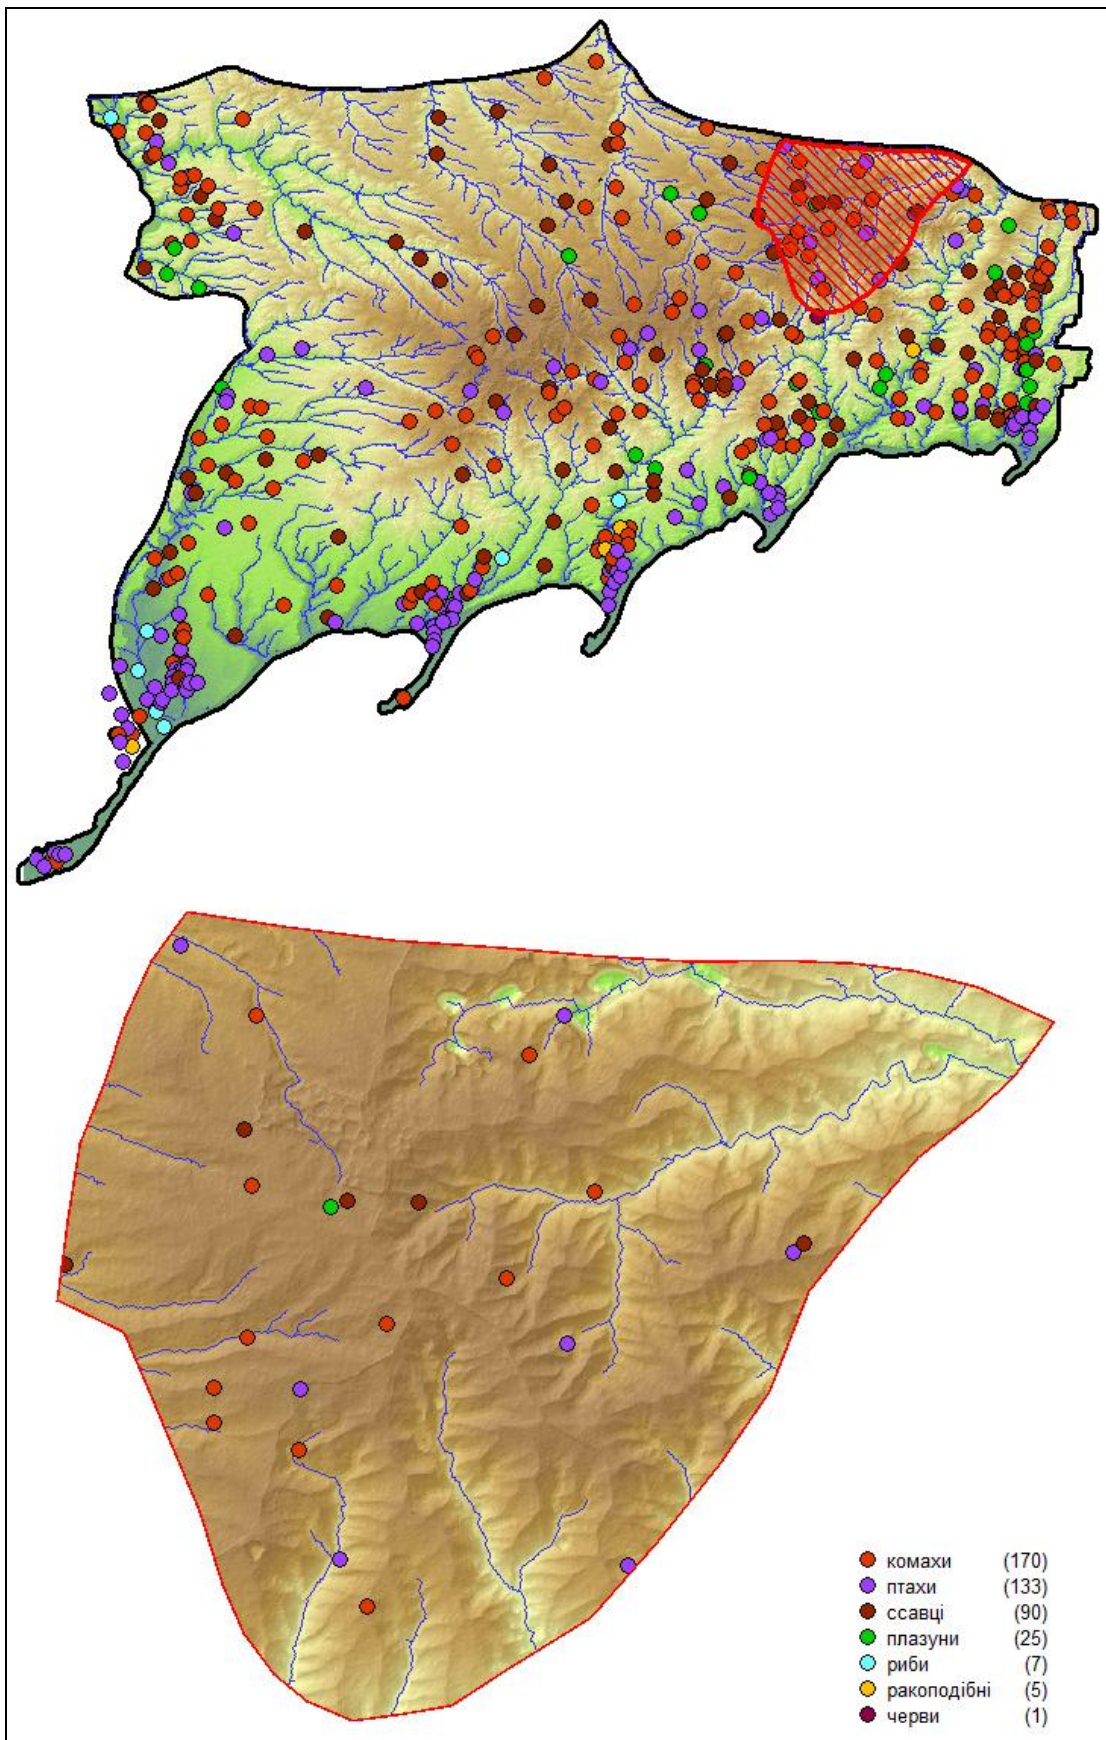 комахи (170)
птахи (133)
ссавці (90)
плазуни (25)
риби (7)
ракоподібні (5)
черви (1)